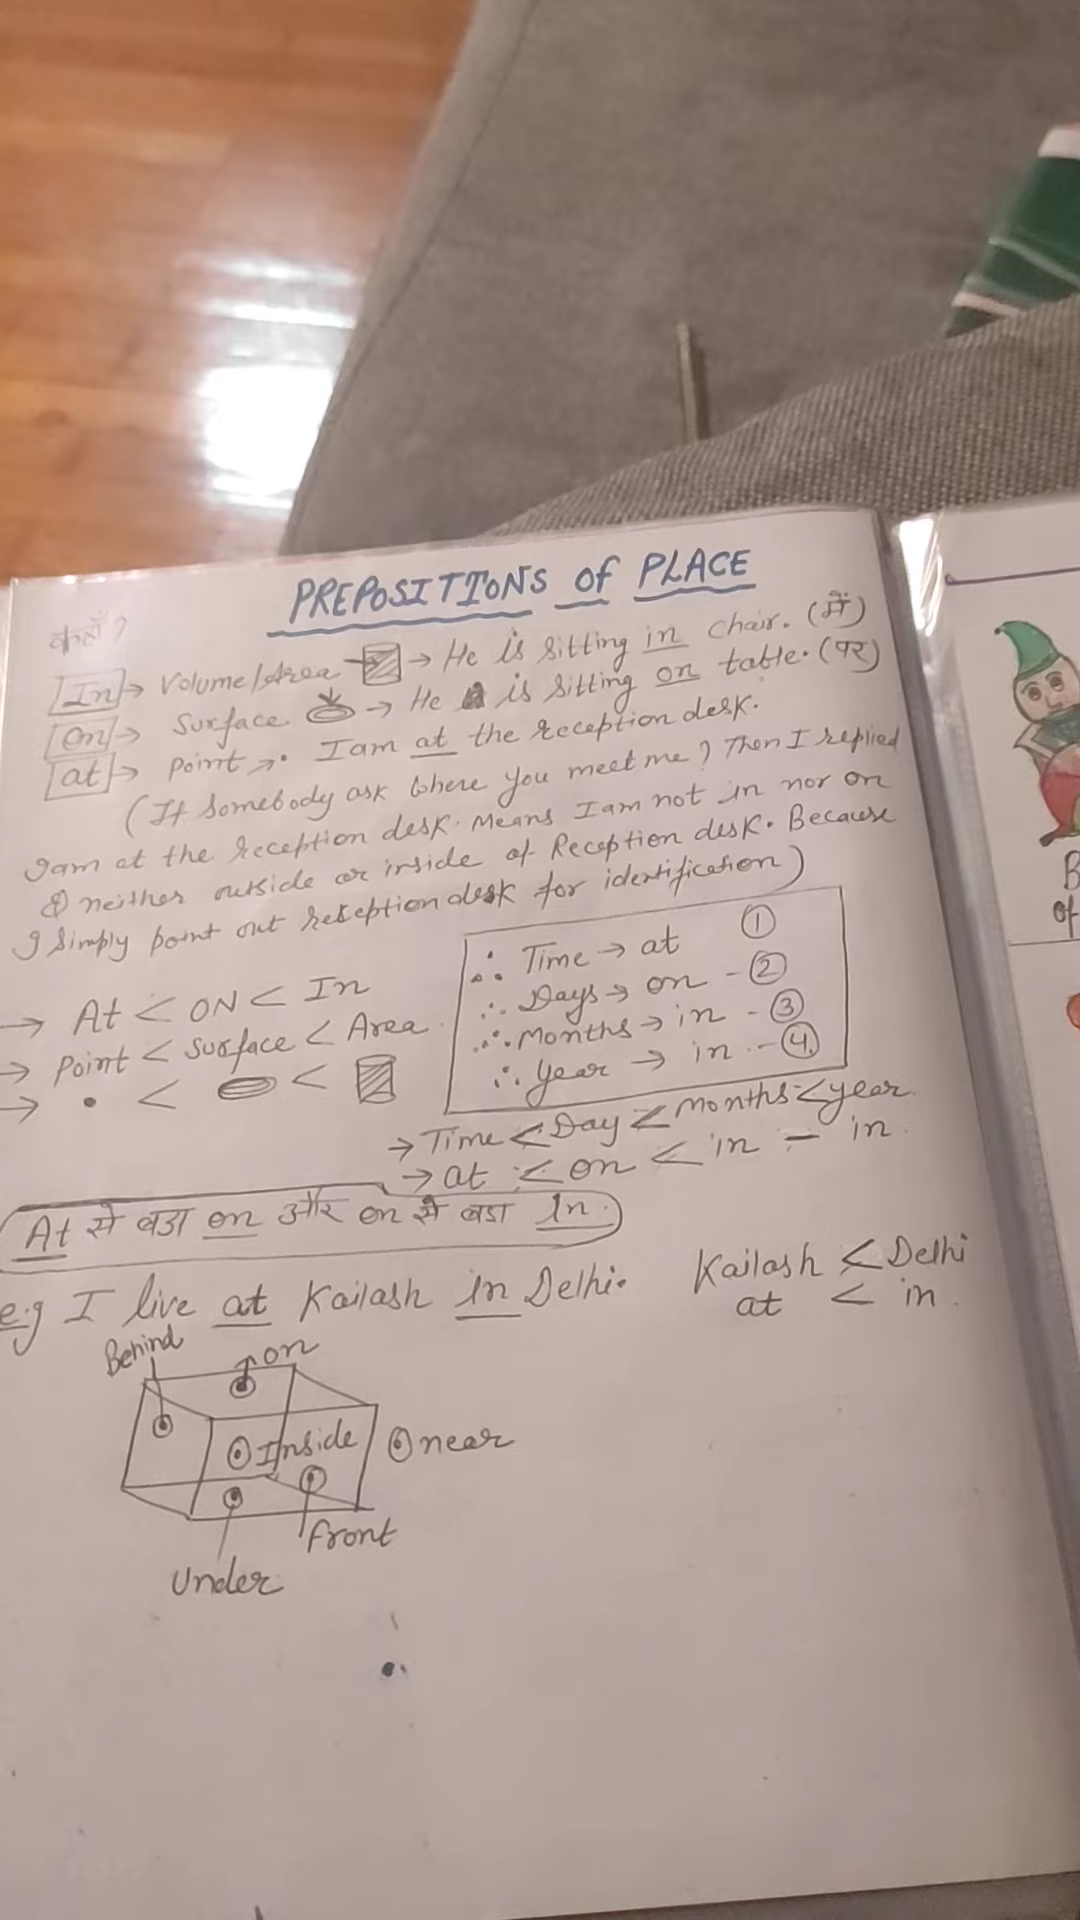 PREPOSITIONS of PLACE
कहाँ ?
In → Volume/Area → He is sitting in chair. (में)
on → Surface → He is sitting on table. (पर)
at → point → • I am at the reception desk.
(If somebody ask where you meet me ? Then I replied
I am at the reception desk. Means I am not in nor on
& neither outside or inside of Reception desk. Because
I simply point out reception desk for identification)
→ At < ON < In
→ Point < Surface < Area
→ • < <
∴ Time → at ①
∴ Days → on - ②
∴ Months → in - ③
∴ year → in - ④
→ Time < Day < Months < year
→ at < on < in - in
At से बडा on और on से बडा In.
e.g I live at Kailash in Delhi. Kailash < Delhi
at < in
Behind
on
Inside
near
front
Under
B
of